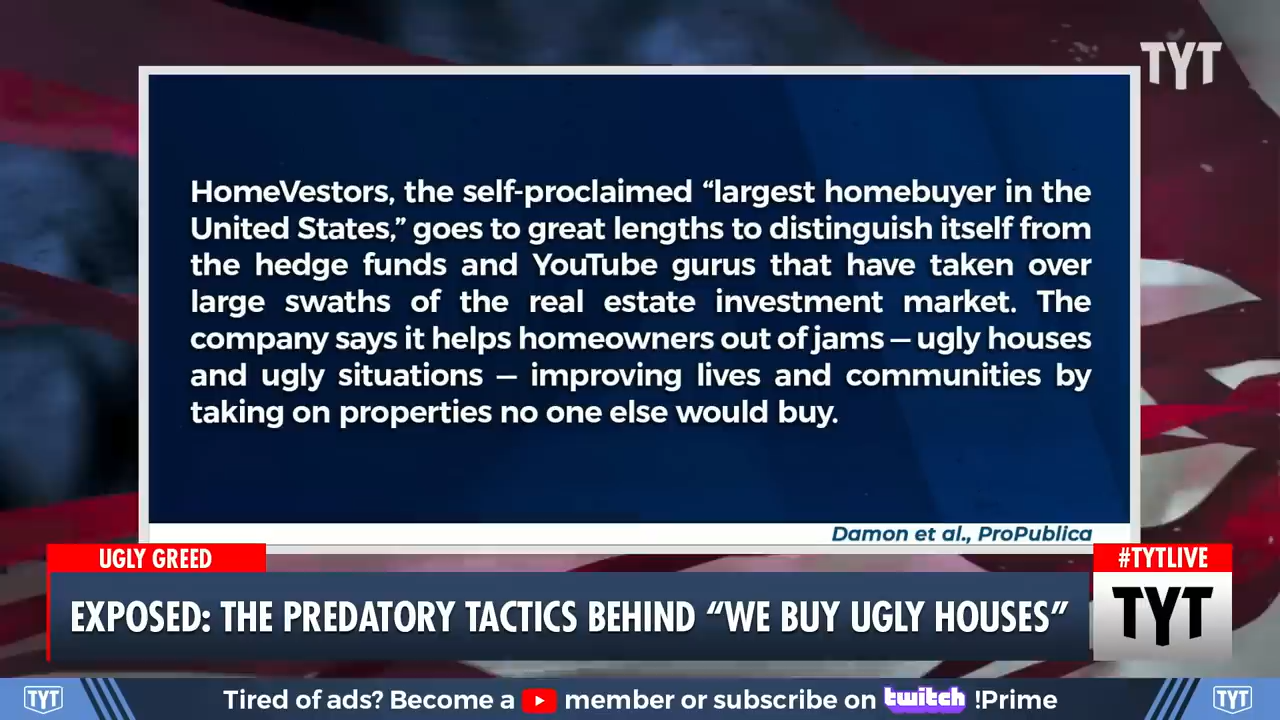 TYT
HomeVestors, the self-proclaimed “largest homebuyer in the
United States,” goes to great lengths to distinguish itself from
the hedge funds and YouTube gurus that have taken over
large swaths of the real estate investment market. The
company says it helps homeowners out of jams — ugly houses
and ugly situations — improving lives and communities by
taking on properties no one else would buy.
Damon et al., ProPublica
UGLY GREED
#TYTLIVE
EXPOSED: THE PREDATORY TACTICS BEHIND “WE BUY UGLY HOUSES”
TYT
TYT
Tired of ads? Become a member or subscribe on twitch !Prime
TYT